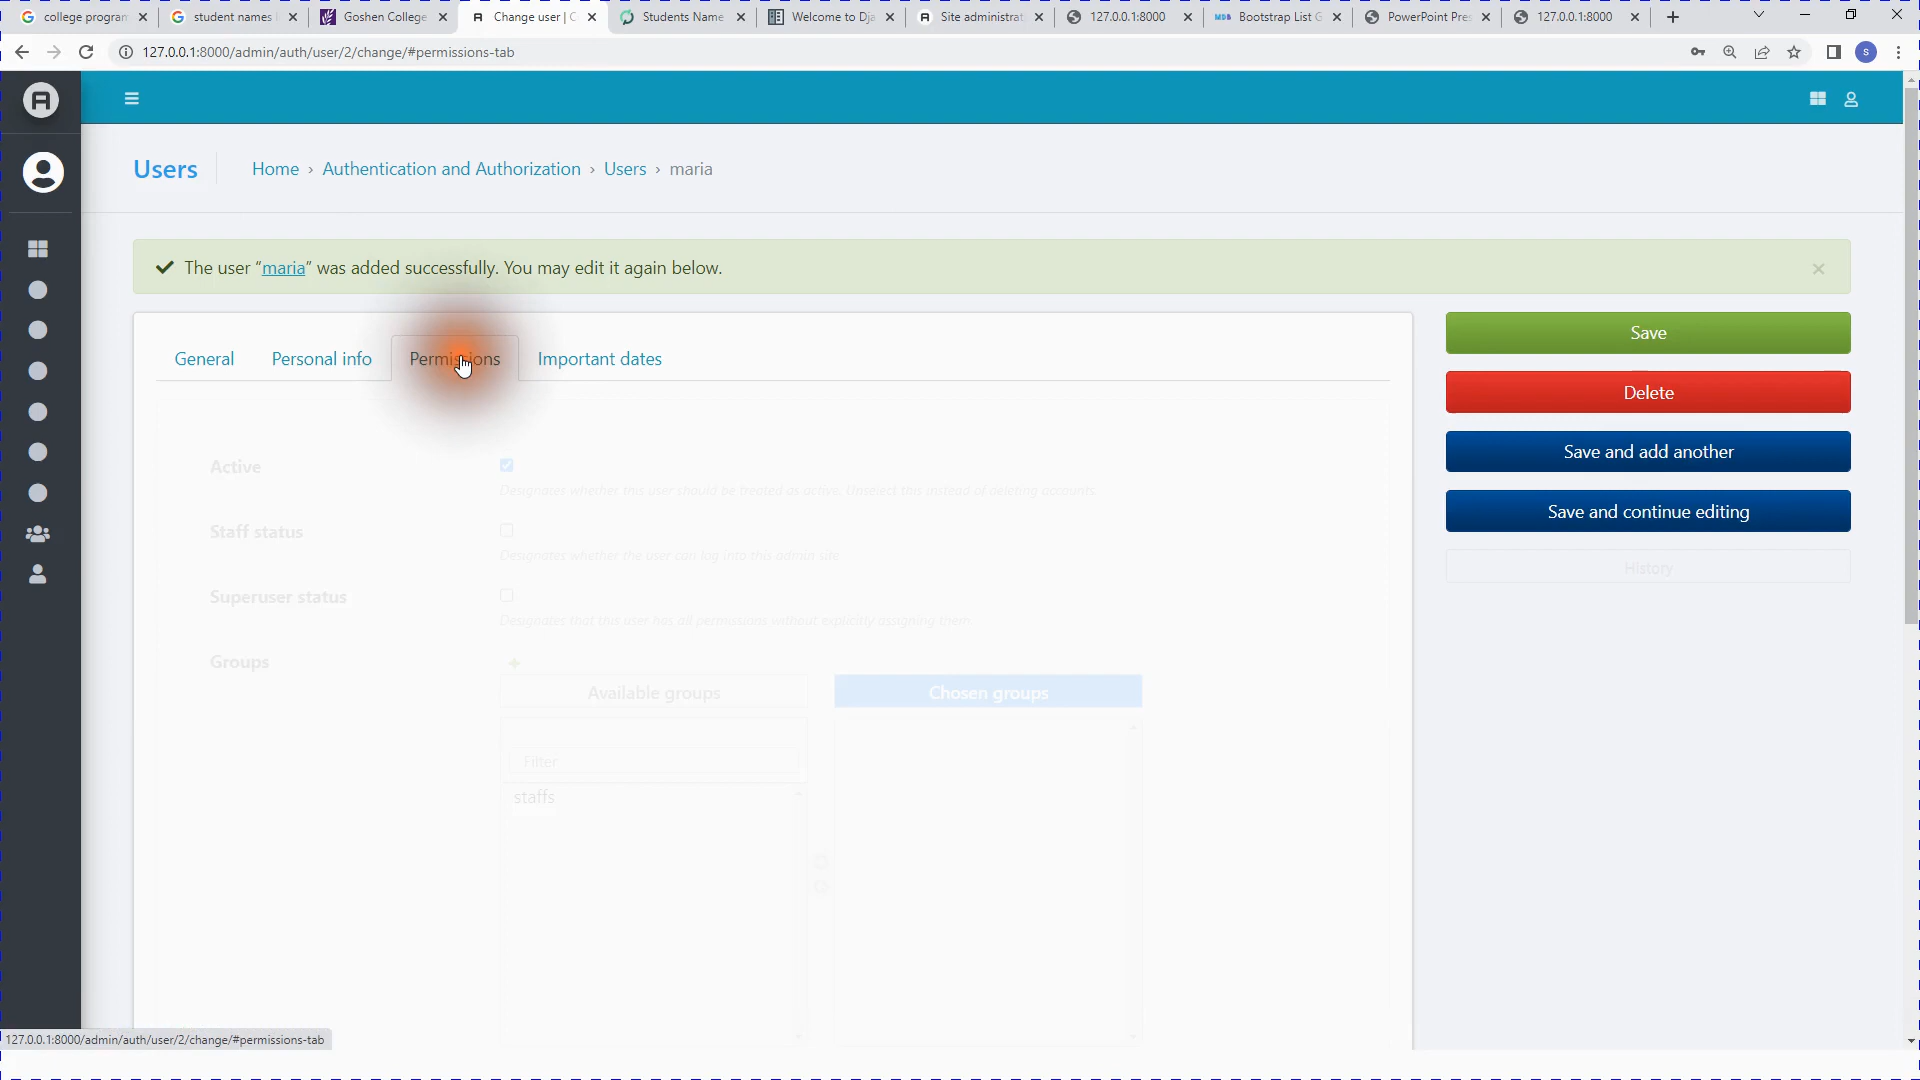 college program
student names
Goshen College
Change user | C
Students Name
Welcome to Dja
Site administrat
127.0.0.1:8000
Bootstrap List G
PowerPoint Pres
127.0.0.1:8000
127.0.0.1:8000/admin/auth/user/2/change/#permissions-tab
S
Users
Home › Authentication and Authorization › Users › maria
The user “maria” was added successfully. You may edit it again below.
General
Personal info
Permissions
Important dates
Save
Delete
Save and add another
Save and continue editing
History
Active
Designates whether this user should be treated as active. Unselect this instead of deleting accounts.
Staff status
Designates whether the user can log into this admin site.
Superuser status
Designates that this user has all permissions without explicitly assigning them.
Groups
Available groups
Chosen groups
Filter
staffs
127.0.0.1:8000/admin/auth/user/2/change/#permissions-tab